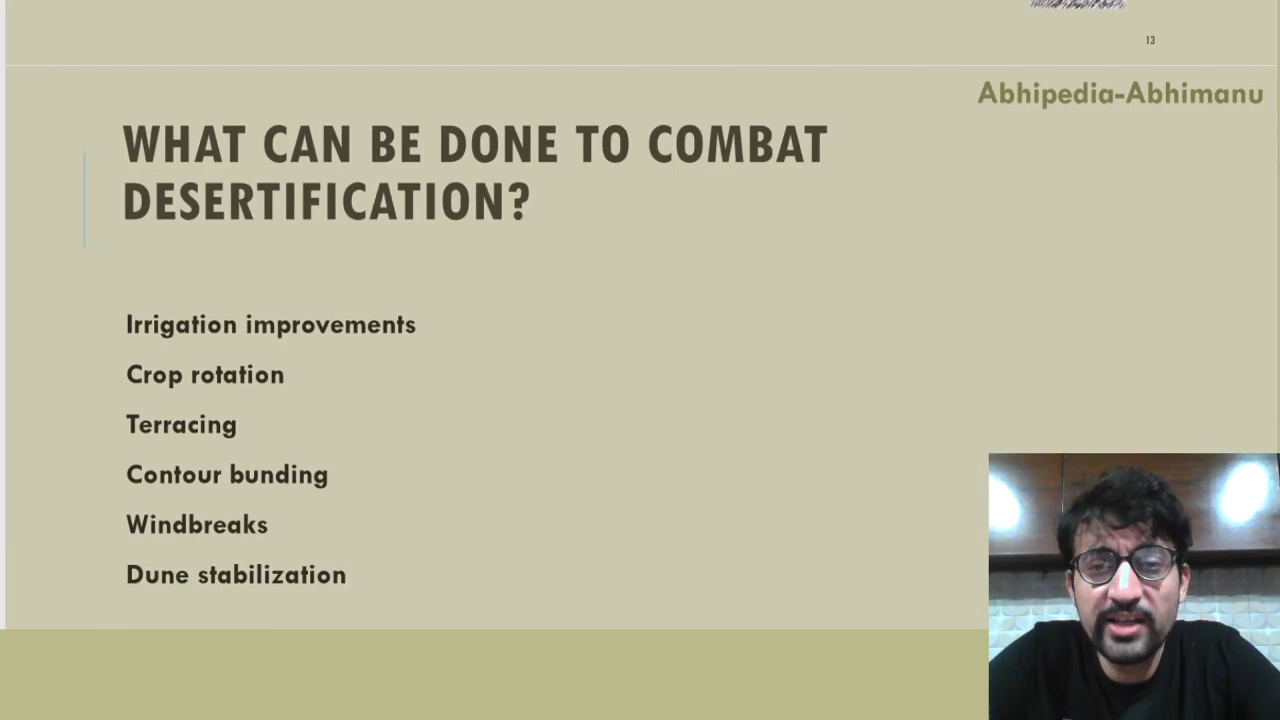 13
Abhipedia-Abhimanu
WHAT CAN BE DONE TO COMBAT
DESERTIFICATION?
Irrigation improvements
Crop rotation
Terracing
Contour bunding
Windbreaks
Dune stabilization